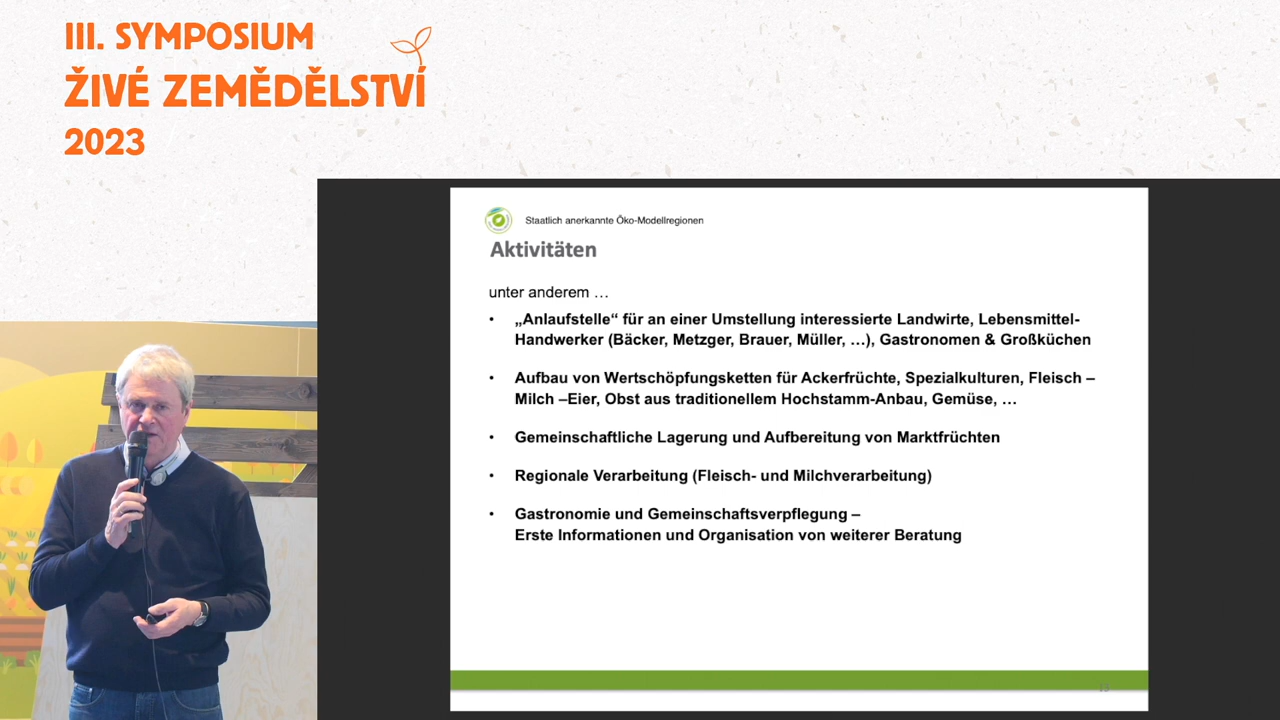 III. SYMPOSIUM
ŽIVÉ ZEMĚDĚLSTVÍ
2023
Staatlich anerkannte Öko-Modellregionen
Aktivitäten
unter anderem …
• „Anlaufstelle“ für an einer Umstellung interessierte Landwirte, Lebensmittel-
Handwerker (Bäcker, Metzger, Brauer, Müller, …), Gastronomen & Großküchen
• Aufbau von Wertschöpfungsketten für Ackerfrüchte, Spezialkulturen, Fleisch –
Milch –Eier, Obst aus traditionellem Hochstamm-Anbau, Gemüse, …
• Gemeinschaftliche Lagerung und Aufbereitung von Marktfrüchten
• Regionale Verarbeitung (Fleisch- und Milchverarbeitung)
• Gastronomie und Gemeinschaftsverpflegung –
Erste Informationen und Organisation von weiterer Beratung